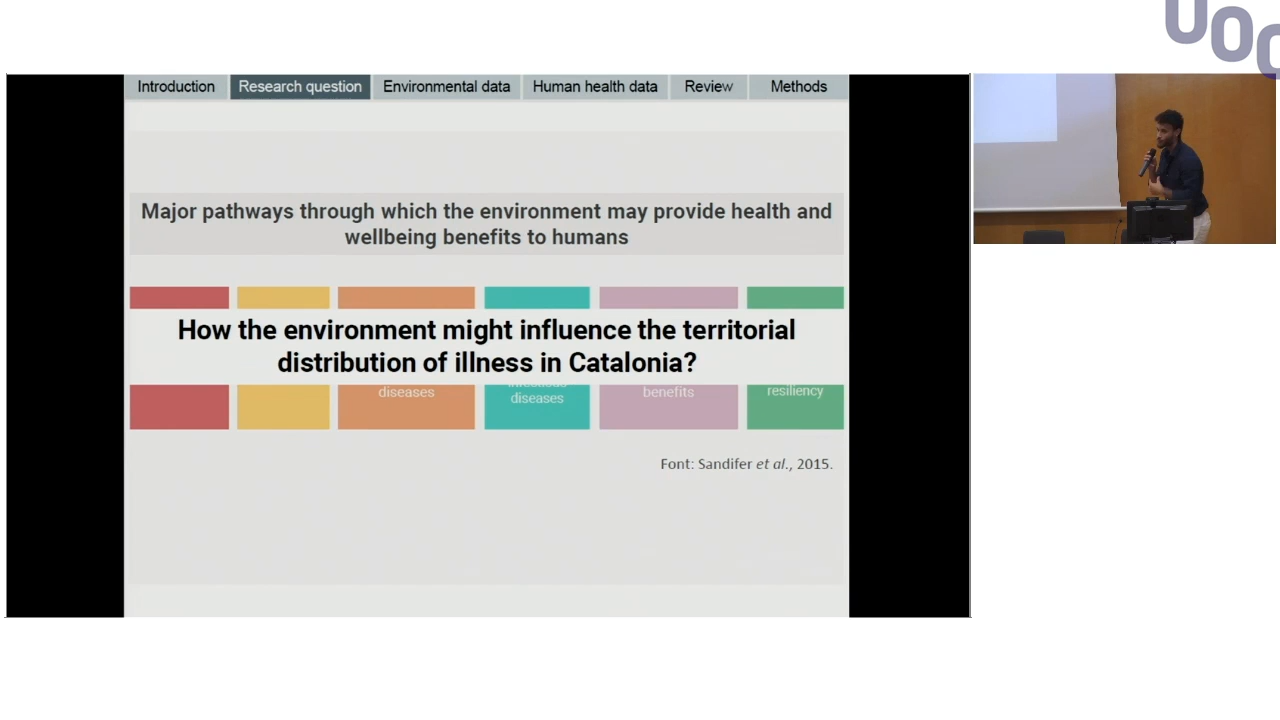 UOC
Introduction
Research question
Environmental data
Human health data
Review
Methods
Major pathways through which the environment may provide health and
wellbeing benefits to humans
How the environment might influence the territorial
distribution of illness in Catalonia?
diseases
infectious
diseases
benefits
resiliency
Font: Sandifer et al., 2015.